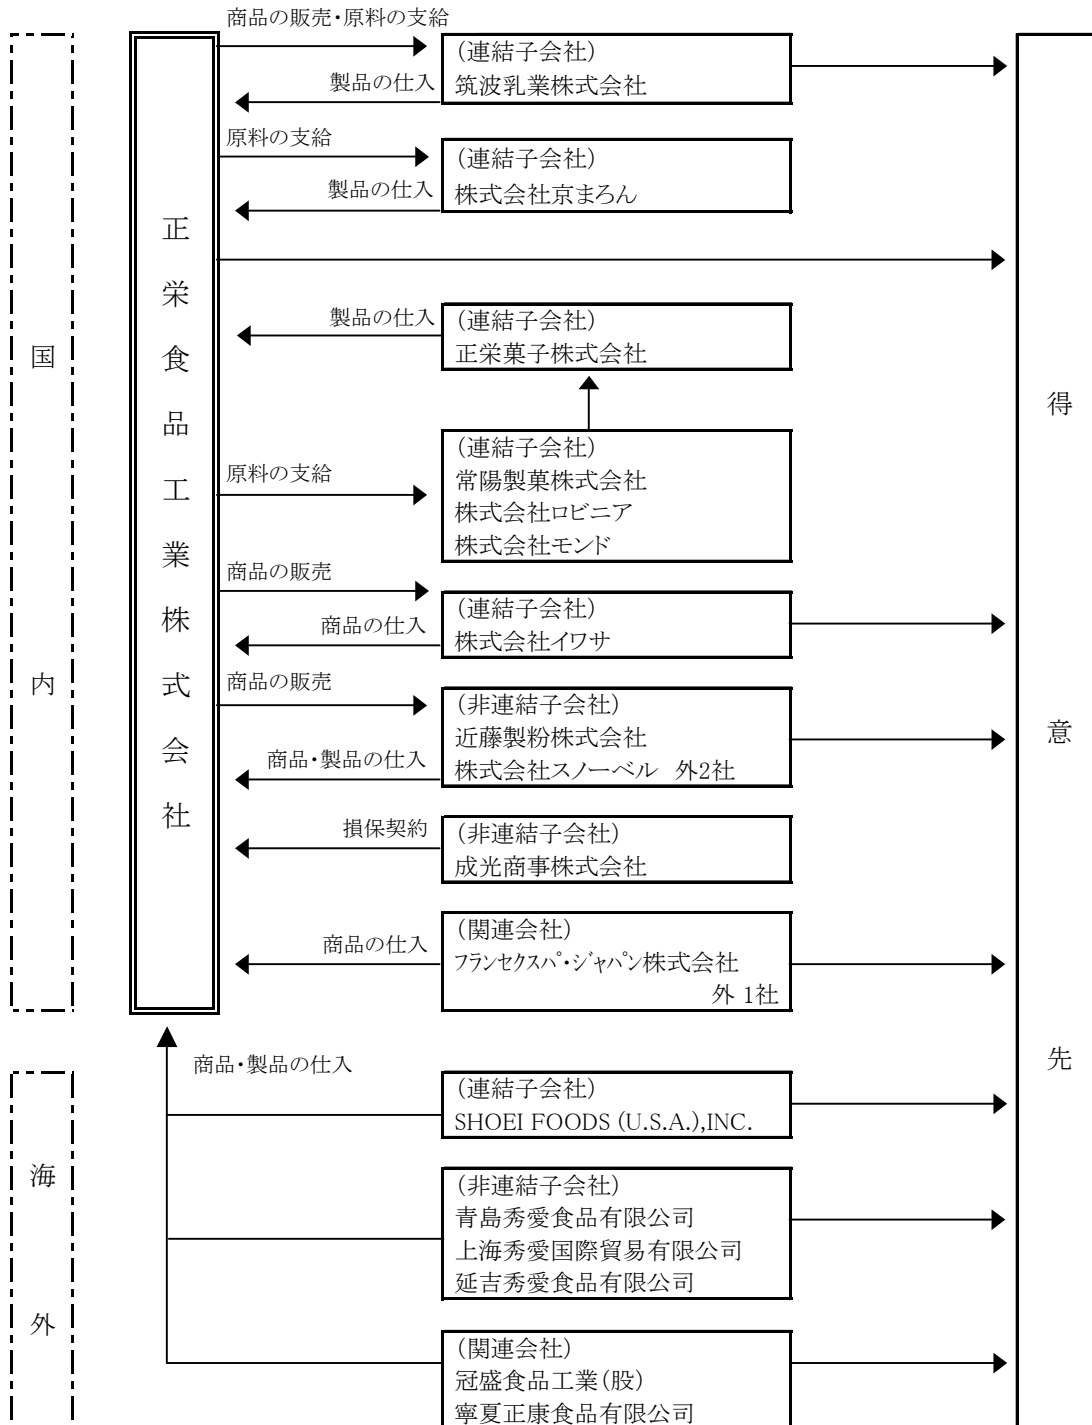 商品の販売・原料の支給
(連結子会社)
筑波乳業株式会社
製品の仕入
原料の支給
(連結子会社)
株式会社京まろん
製品の仕入
正栄食品工業株式会社
国内
製品の仕入
(連結子会社)
正栄菓子株式会社
得意先
原料の支給
(連結子会社)
常陽製菓株式会社
株式会社ロビニア
株式会社モンド
商品の販売
(連結子会社)
株式会社イワサ
商品の仕入
商品の販売
(非連結子会社)
近藤製粉株式会社
株式会社スノーベル 外2社
商品・製品の仕入
損保契約
(非連結子会社)
成光商事株式会社
商品の仕入
(関連会社)
フランセクスパ・ジャパン株式会社
外 1社
商品・製品の仕入
海外
(連結子会社)
SHOEI FOODS (U.S.A.),INC.
(非連結子会社)
青島秀愛食品有限公司
上海秀愛国際貿易有限公司
延吉秀愛食品有限公司
(関連会社)
冠盛食品工業(股)
寧夏正康食品有限公司